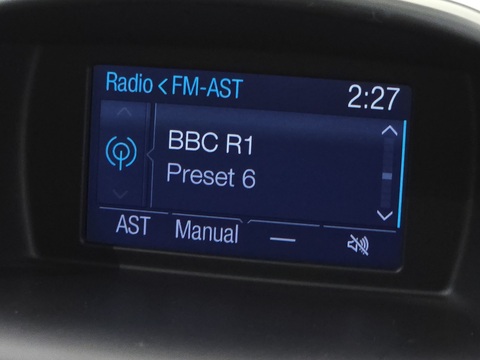 Radio < FM-AST
2:27
BBC R1
Preset 6
AST Manual —